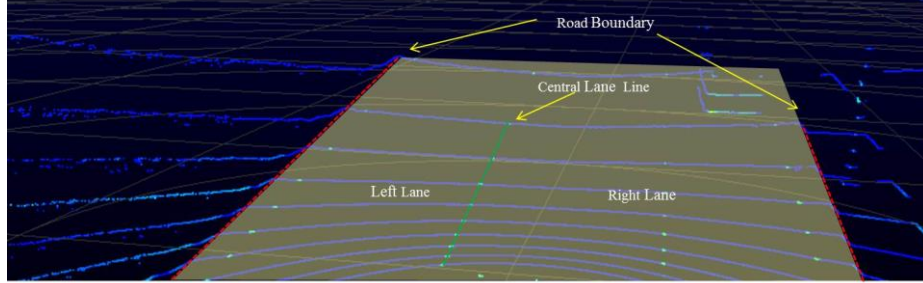 Road Boundary
Central Lane Line
Left Lane
Right Lane